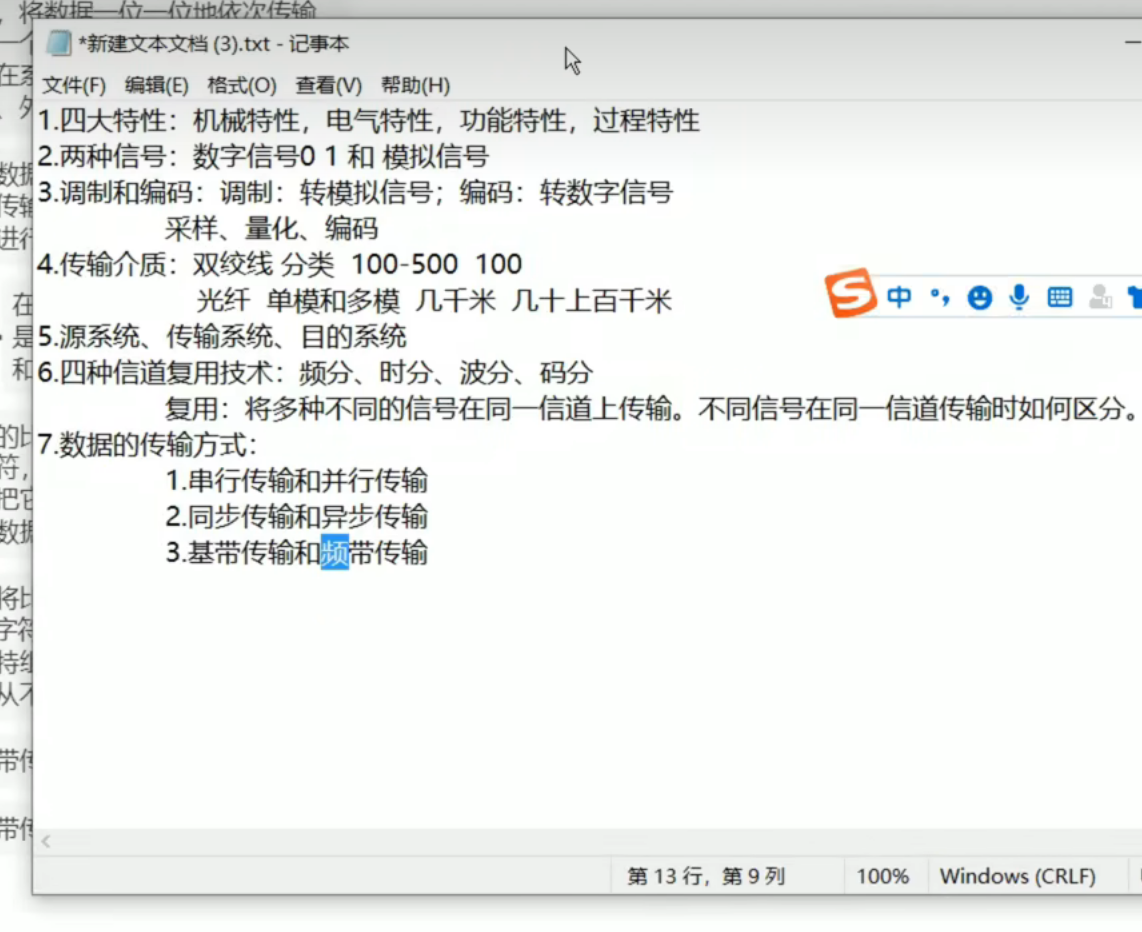 ，将数据一位一位地依次传输
*新建文本文档 (3).txt - 记事本
文件(F) 编辑(E) 格式(O) 查看(V) 帮助(H)
1.四大特性：机械特性，电气特性，功能特性，过程特性
2.两种信号：数字信号0 1 和 模拟信号
3.调制和编码：调制：转模拟信号；编码：转数字信号
采样、量化、编码
4.传输介质：双绞线 分类 100-500 100
光纤 单模和多模 几千米 几十上百千米
中
5.源系统、传输系统、目的系统
6.四种信道复用技术：频分、时分、波分、码分
复用：将多种不同的信号在同一信道上传输。不同信号在同一信道传输时如何区分。
7.数据的传输方式：
1.串行传输和并行传输
2.同步传输和异步传输
3.基带传输和频带传输
第 13 行，第 9 列 100% Windows (CRLF)